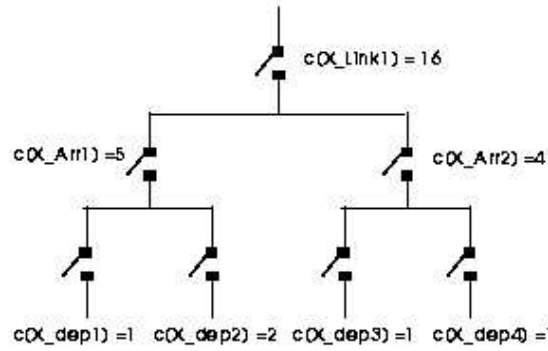 c(X_Link1) = 16
c(X_Arr1) =5
c(X_Arr2) =4
c(X_dep1) =1
c(X_dep2) =2
c(X_dep3) =1
c(X_dep4) =